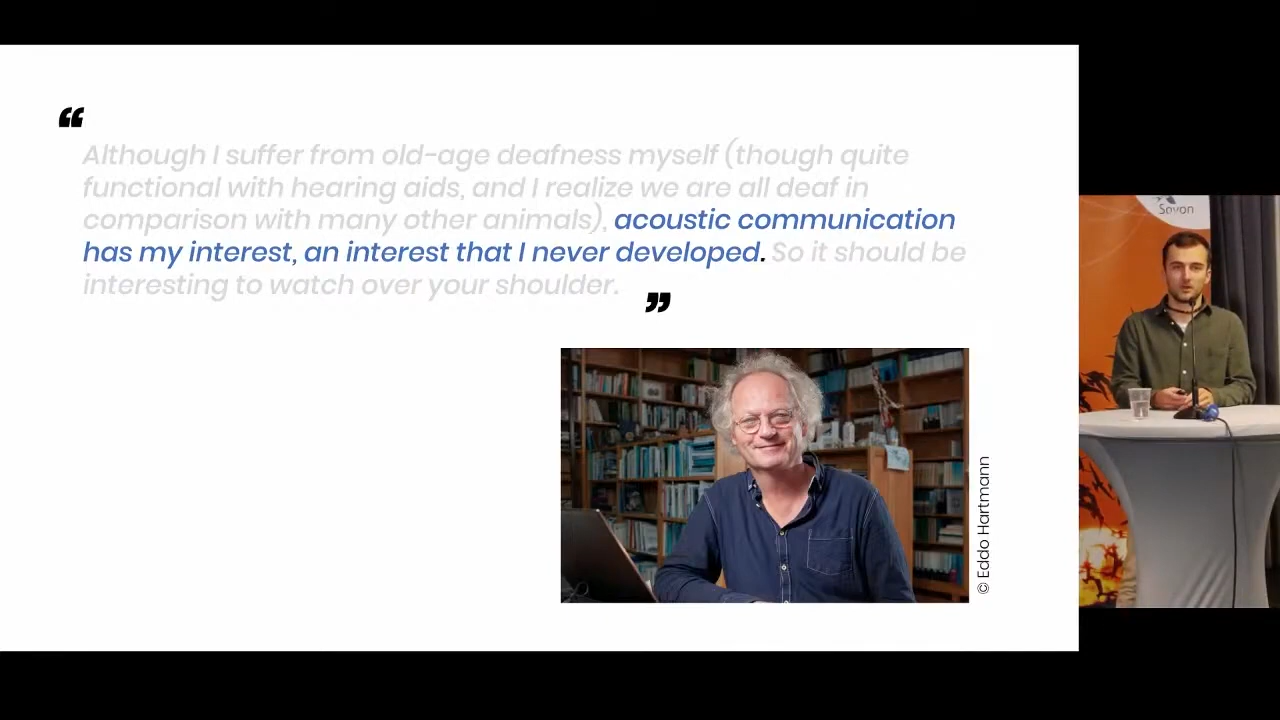 “
Although I suffer from old-age deafness myself (though quite
functional with hearing aids, and I realize we are all deaf in
comparison with many other animals), acoustic communication
has my interest, an interest that I never developed. So it should be
interesting to watch over your shoulder.
”
© Eddo Hartmann
Sovon